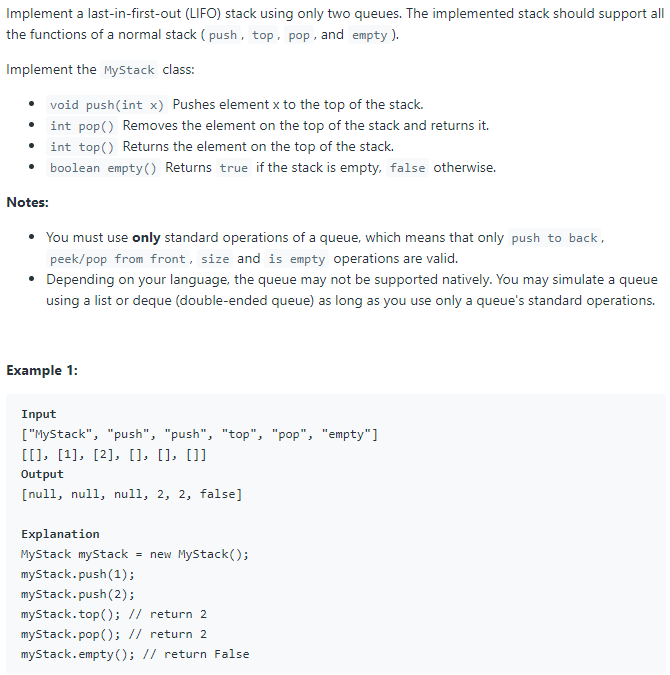 Implement a last-in-first-out (LIFO) stack using only two queues. The implemented stack should support all
the functions of a normal stack ( push , top , pop , and empty ).
Implement the MyStack class:
• void push(int x) Pushes element x to the top of the stack.
• int pop() Removes the element on the top of the stack and returns it.
• int top() Returns the element on the top of the stack.
• boolean empty() Returns true if the stack is empty, false otherwise.
Notes:
• You must use only standard operations of a queue, which means that only push to back ,
peek/pop from front , size and is empty operations are valid.
• Depending on your language, the queue may not be supported natively. You may simulate a queue
using a list or deque (double-ended queue) as long as you use only a queue's standard operations.
Example 1:
Input
["MyStack", "push", "push", "top", "pop", "empty"]
[[], [1], [2], [], [], []]
Output
[null, null, null, 2, 2, false]
Explanation
MyStack myStack = new MyStack();
myStack.push(1);
myStack.push(2);
myStack.top(); // return 2
myStack.pop(); // return 2
myStack.empty(); // return False